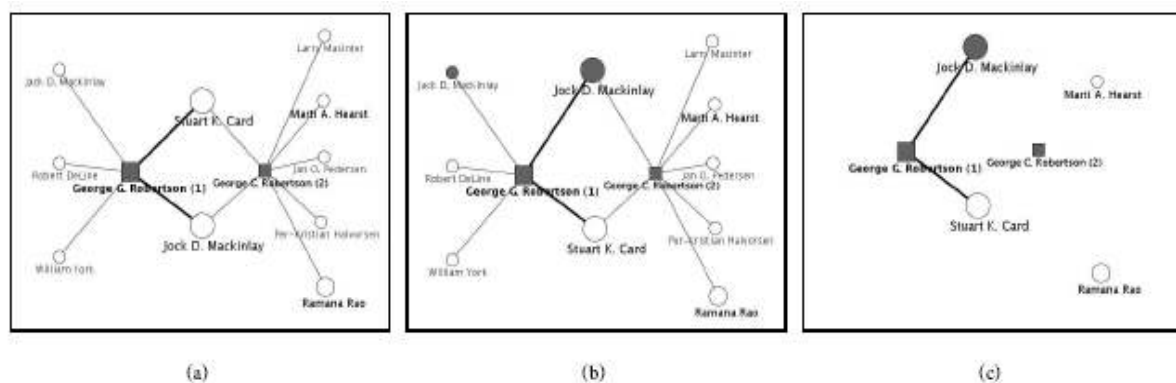 Larry Masinter
Jock D. Mackinlay
Marti A. Hearst
Stuart K. Card
Robert DeLine
Jan O. Pedersen
George G. Robertson (1)
George C. Robertson (2)
Per-Kristian Halvorsen
Jock D. Mackinlay
William York
Ramana Rao
(a)
Larry Masinter
Jock D. Mackinlay
Jock D. Mackinlay
Marti A. Hearst
Robert DeLine
Jan O. Pedersen
George G. Robertson (1)
George C. Robertson (2)
Per-Kristian Halvorsen
Stuart K. Card
William York
Ramana Rao
(b)
Jock D. Mackinlay
Marti A. Hearst
George G. Robertson (1)
George C. Robertson (2)
Stuart K. Card
Ramana Rao
(c)